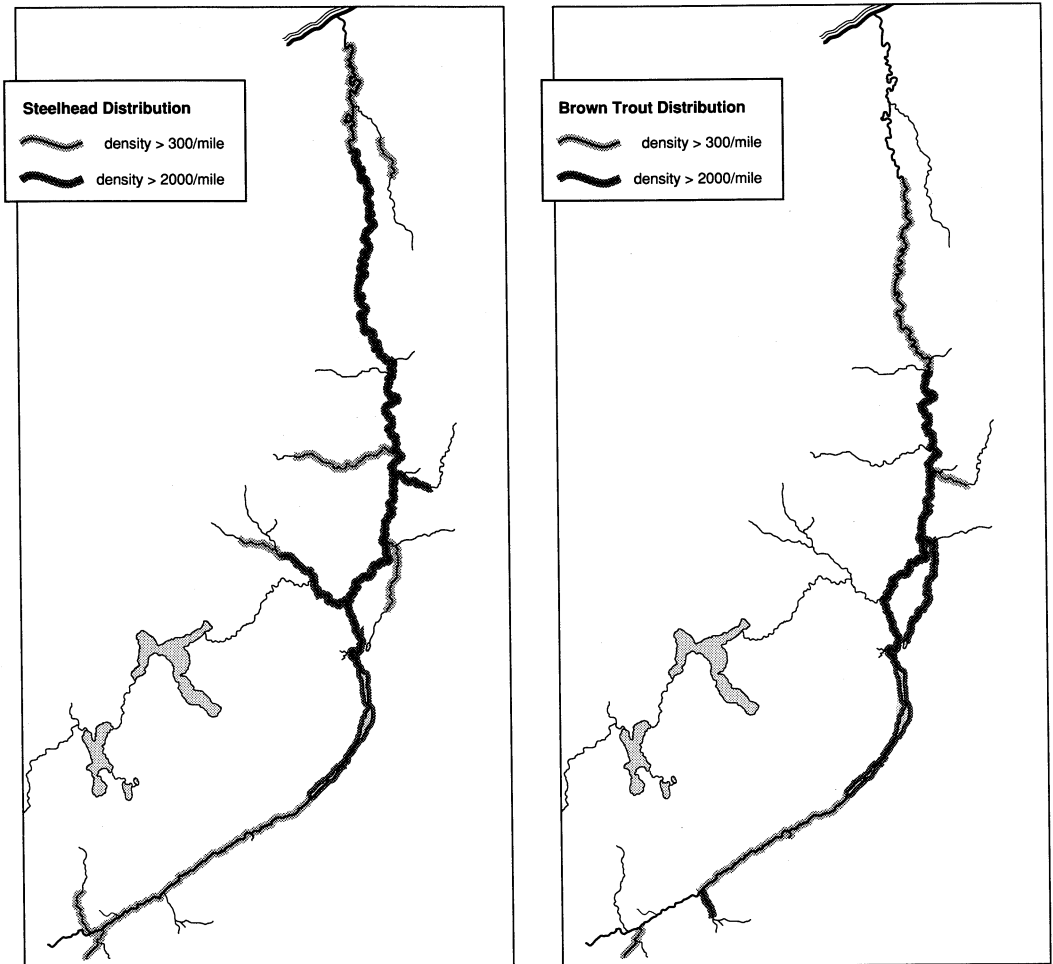 Steelhead Distribution
density > 300/mile
density > 2000/mile
Brown Trout Distribution
density > 300/mile
density > 2000/mile